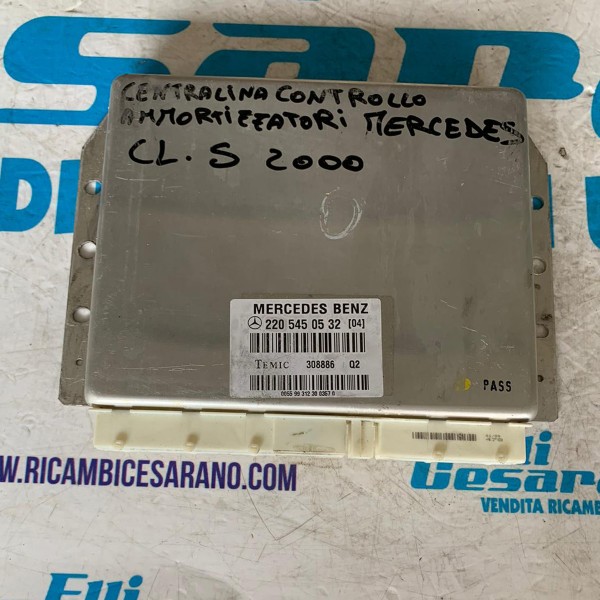 CENTRALINA CONTROLLO
AMMORTIZZATORI MERCEDES
CL. S 2000
MERCEDES BENZ
220 545 05 32 [04]
TEMIC 308886 Q2
PASS
WWW.RICAMBICESARANO.COM
VENDITA RICAMB